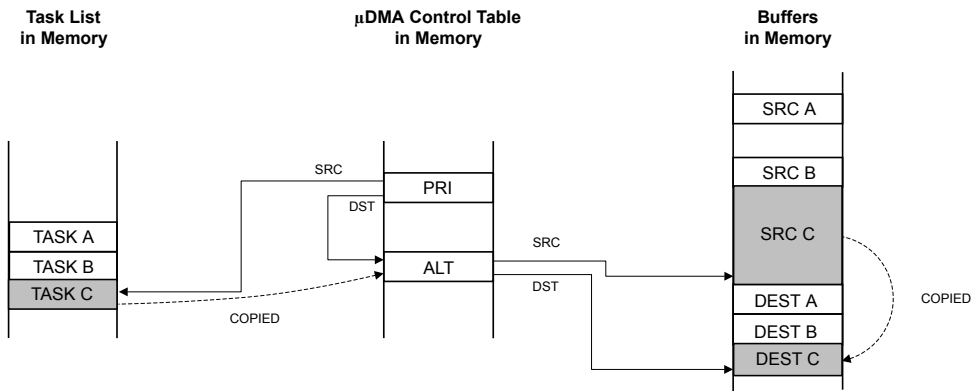 Task List
in Memory
μDMA Control Table
in Memory
Buffers
in Memory
SRC A
SRC B
SRC
PRI
DST
SRC C
TASK A
TASK B
TASK C
ALT
SRC
DST
COPIED
DEST A
DEST B
DEST C
COPIED